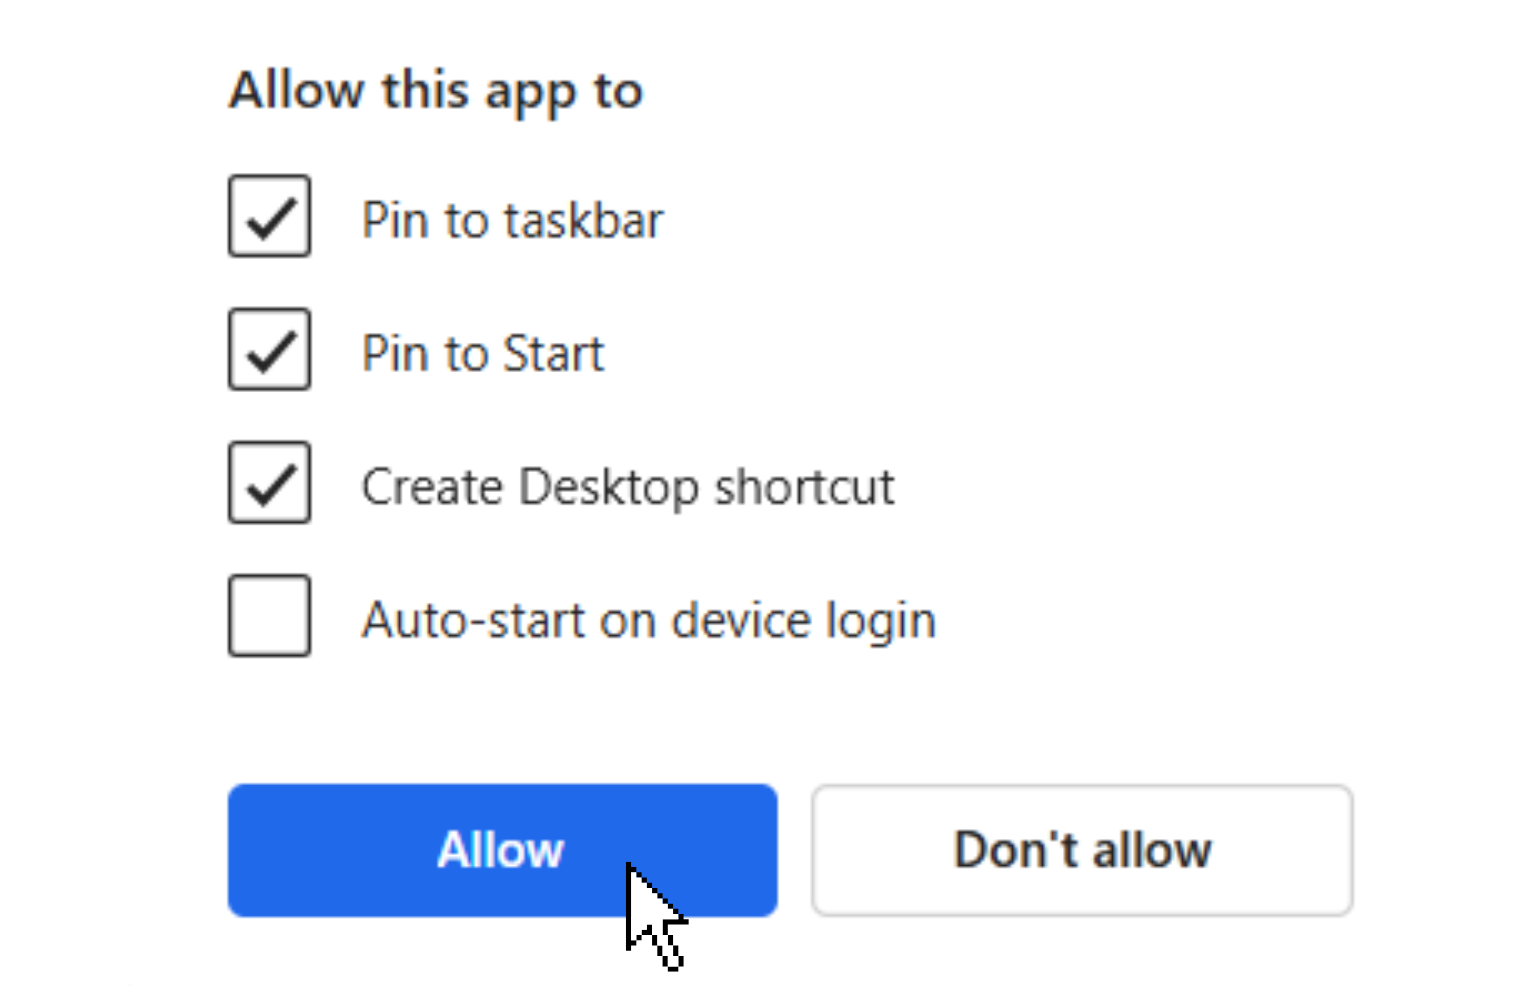 Allow this app to
Pin to taskbar
Pin to Start
Create Desktop shortcut
Auto-start on device login
Allow
Don't allow